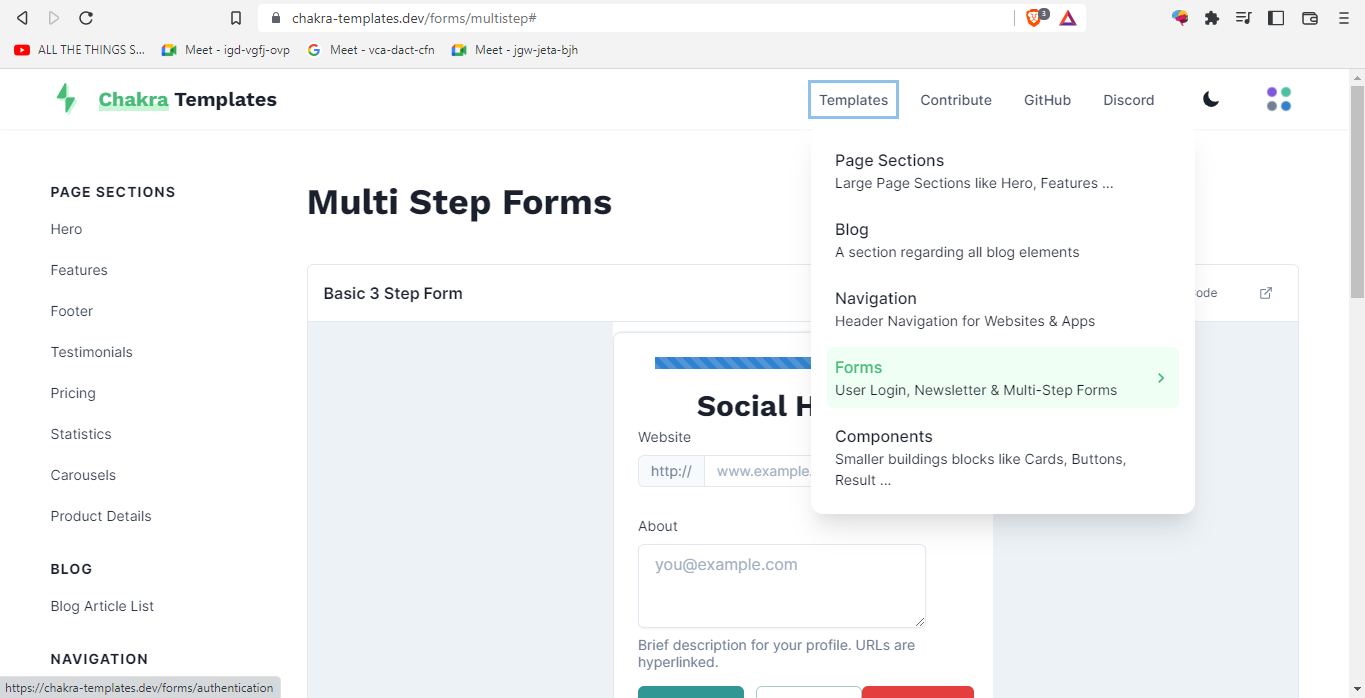 chakra-templates.dev/forms/multistep#
3
ALL THE THINGS S...
Meet - igd-vgfj-ovp
Meet - vca-dact-cfn
Meet - jgw-jeta-bjh
Chakra Templates
Templates
Contribute
GitHub
Discord
PAGE SECTIONS
Hero
Features
Footer
Testimonials
Pricing
Statistics
Carousels
Product Details
BLOG
Blog Article List
NAVIGATION
Multi Step Forms
Basic 3 Step Form
ode
Social H
Website
http://
www.example.
About
you@example.com
Brief description for your profile. URLs are
hyperlinked.
Page Sections
Large Page Sections like Hero, Features ...
Blog
A section regarding all blog elements
Navigation
Header Navigation for Websites & Apps
Forms
User Login, Newsletter & Multi-Step Forms
Components
Smaller buildings blocks like Cards, Buttons,
Result ...
https://chakra-templates.dev/forms/authentication